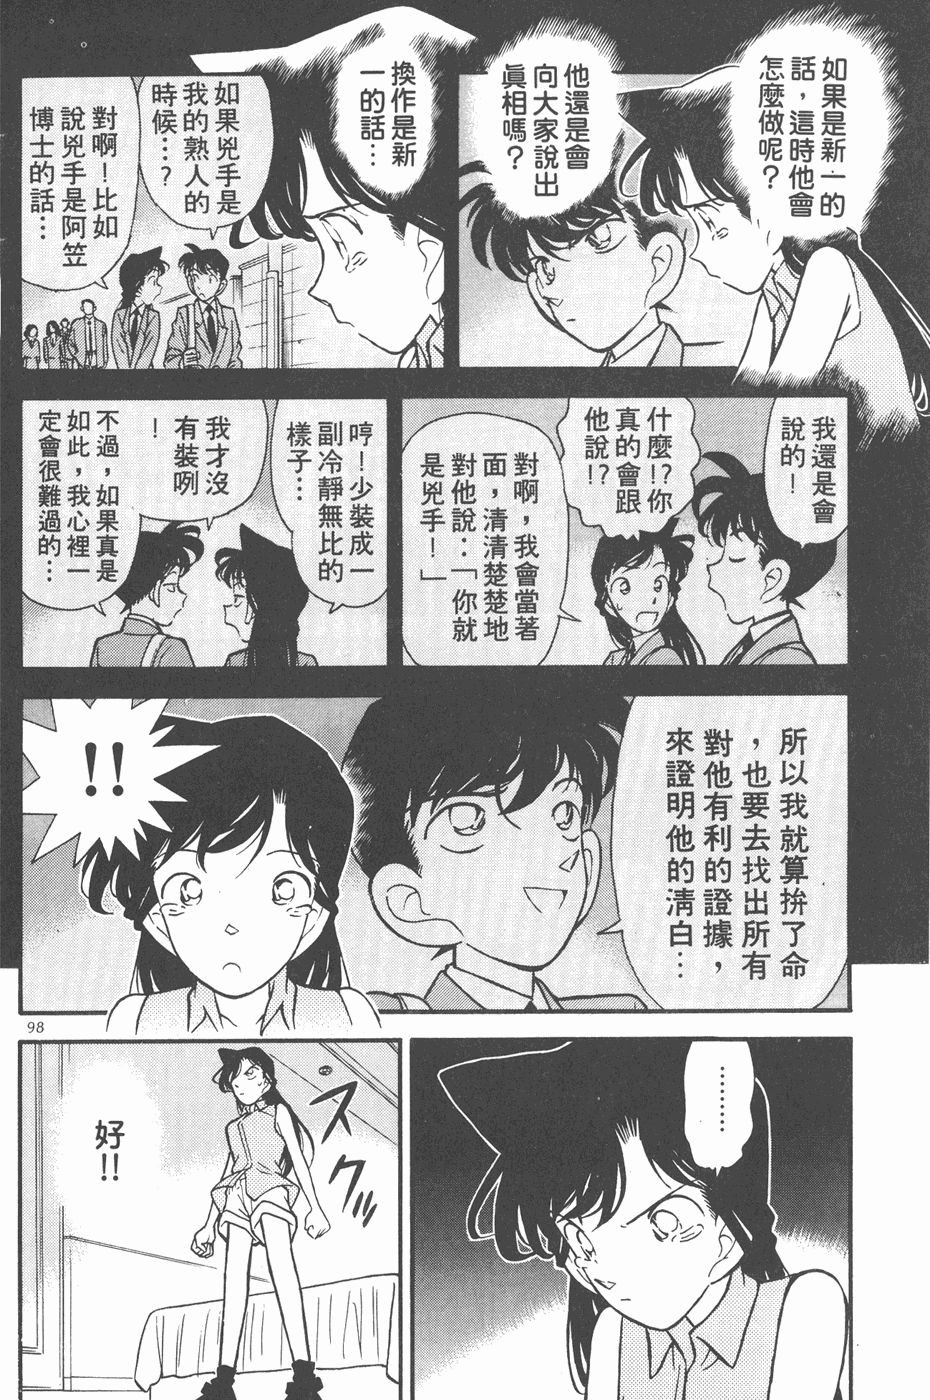 如果是新一的
話，這時他會
怎麼做呢？
他還是會
向大家說出
眞相嗎？
換作是新
一的話…
如果兇手是
我的熟人的
時候…？
對啊！比如
說兇手是阿笠
博士的話…
我還是會
說的！
什麼!?你
真的會跟
他說!?
對啊，我會當著
面，清清楚楚地
對他說：「你就
是兇手！」
哼！少裝成一
副冷靜無比的
樣子…
我才沒
有裝咧
！
不過，如果真是
如此，我心裡一
定會很難過的…
所以我就算拚了命
，也要去找出所有
對他有利的證據，
來證明他的清白…
!!
98
………
好!!
スクッ